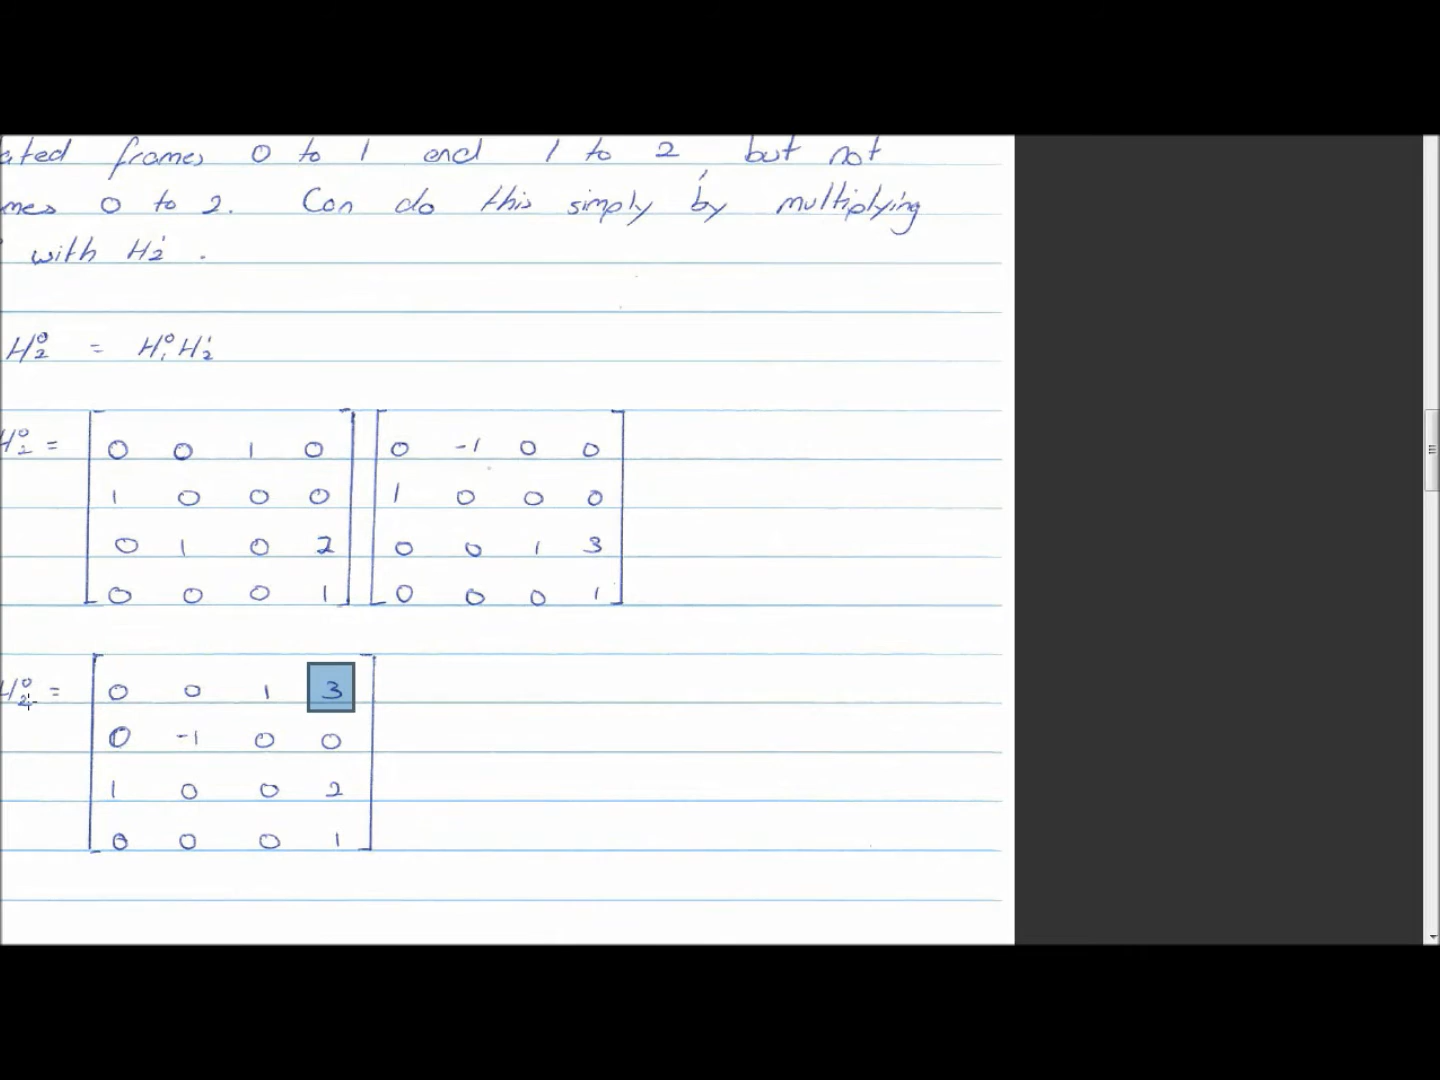 ated frames 0 to 1 and 1 to 2 but not
mes 0 to 2. Can do this simply by multiplying
with H₂¹ .
H₂⁰ = H₁⁰H₂¹
H₂⁰ =
0 0 1 0 0 -1 0 0
1 0 0 0 1 0 0 0
0 1 0 2 0 0 1 3
0 0 0 1 0 0 0 1
H₂⁰ =
0 0 1 3
0 -1 0 0
1 0 0 2
0 0 0 1